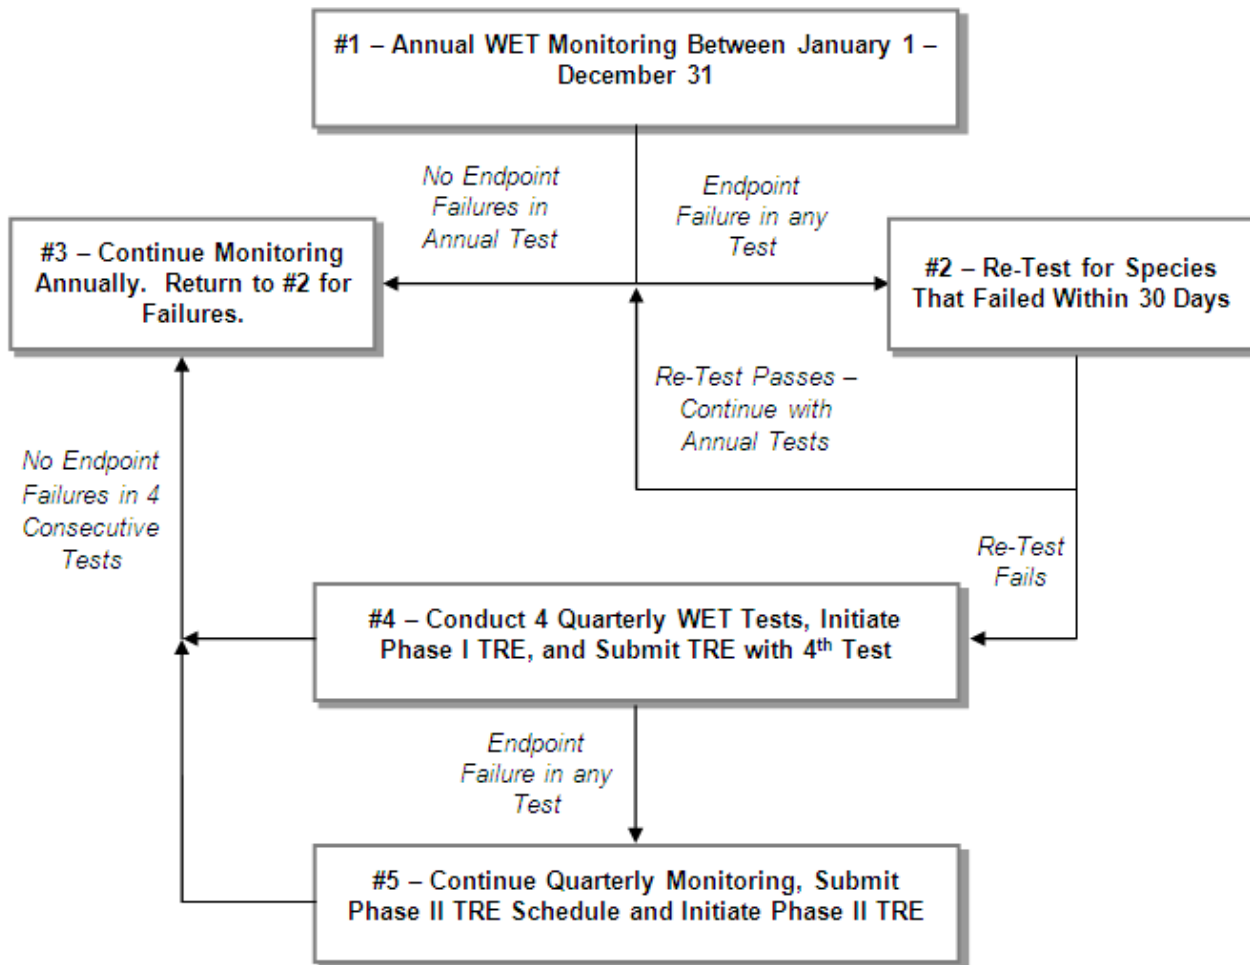 #1 – Annual WET Monitoring Between January 1 –
December 31
No Endpoint
Failures in
Annual Test
Endpoint
Failure in any
Test
#3 – Continue Monitoring
Annually.  Return to #2 for
Failures.
#2 – Re-Test for Species
That Failed Within 30 Days
Re-Test Passes –
Continue with
Annual Tests
No Endpoint
Failures in 4
Consecutive
Tests
Re-Test
Fails
#4 – Conduct 4 Quarterly WET Tests, Initiate
Phase I TRE, and Submit TRE with 4th Test
Endpoint
Failure in any
Test
#5 – Continue Quarterly Monitoring, Submit
Phase II TRE Schedule and Initiate Phase II TRE